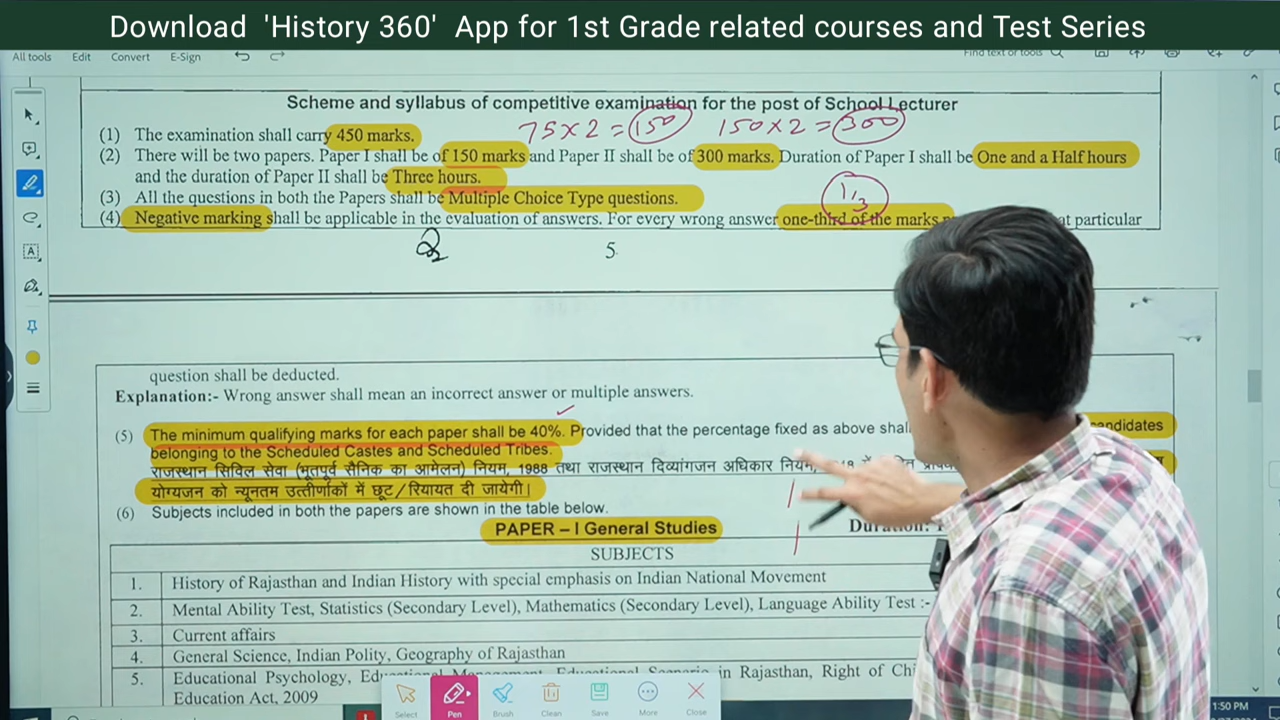 Download 'History 360' App for 1st Grade related courses and Test Series
All tools Edit Convert E-Sign Find text or tools
Scheme and syllabus of competitive examination for the post of School Lecturer
75×2=150 150×2=300
(1) The examination shall carry 450 marks.
(2) There will be two papers. Paper I shall be of 150 marks and Paper II shall be of 300 marks. Duration of Paper I shall be One and a Half hours
and the duration of Paper II shall be Three hours.
(3) All the questions in both the Papers shall be Multiple Choice Type questions.
1/3
(4) Negative marking shall be applicable in the evaluation of answers. For every wrong answer one-third of the marks particular
5
question shall be deducted.
Explanation:- Wrong answer shall mean an incorrect answer or multiple answers.
(5) The minimum qualifying marks for each paper shall be 40%. Provided that the percentage fixed as above candidates
belonging to the Scheduled Castes and Scheduled Tribes.
राजस्थान सिविल सेवा (भूतपूर्व सैनिक का आमेलन) नियम, 1988 तथा राजस्थान दिव्यांगजन अधिकार नियम,
योग्यजन को न्यूनतम उत्तीर्णांकों में छूट/रियायत दी जायेगी।
(6) Subjects included in both the papers are shown in the table below.
PAPER – I General Studies
SUBJECTS
1. History of Rajasthan and Indian History with special emphasis on Indian National Movement
2. Mental Ability Test, Statistics (Secondary Level), Mathematics (Secondary Level), Language Ability Test :-
3. Current affairs
4. General Science, Indian Polity, Geography of Rajasthan
5. Educational Psychology, Educational Scenario in Rajasthan, Right of
Education Act, 2009
Select Pen Brush Clean Save More Close
1:50 PM